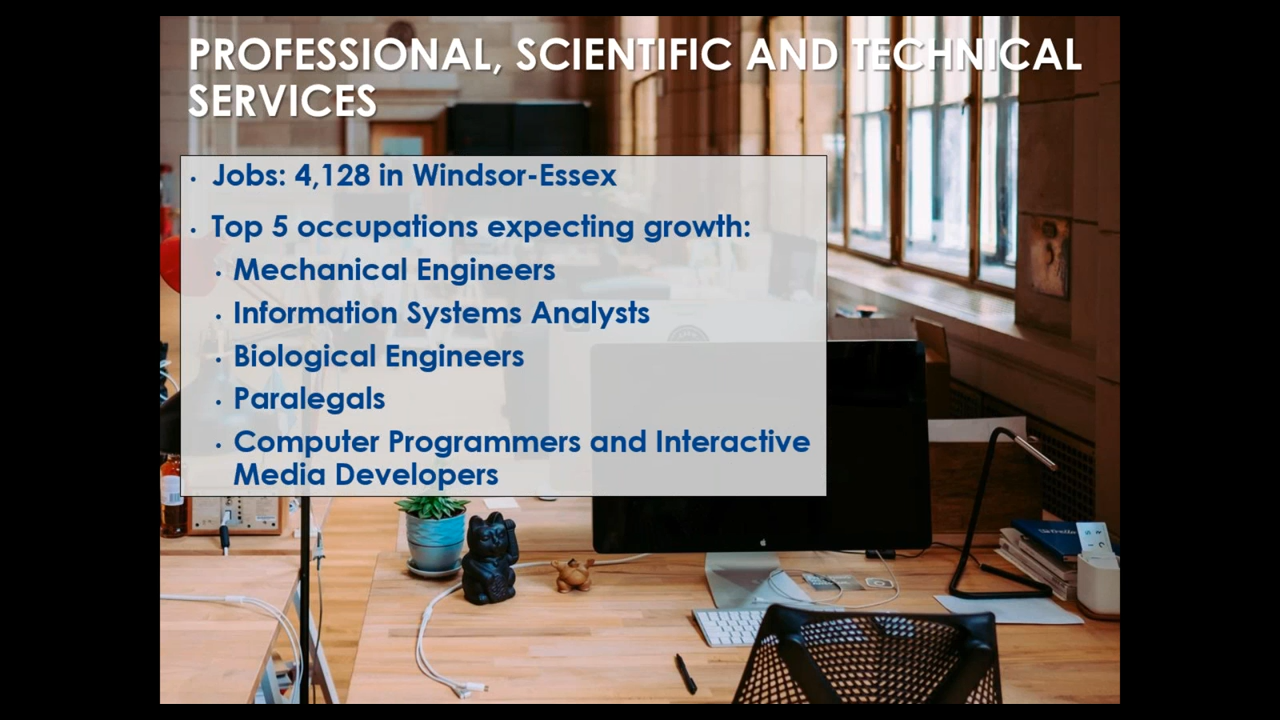 PROFESSIONAL, SCIENTIFIC AND TECHNICAL
SERVICES
· Jobs: 4,128 in Windsor-Essex
· Top 5 occupations expecting growth:
· Mechanical Engineers
· Information Systems Analysts
· Biological Engineers
· Paralegals
· Computer Programmers and Interactive
Media Developers